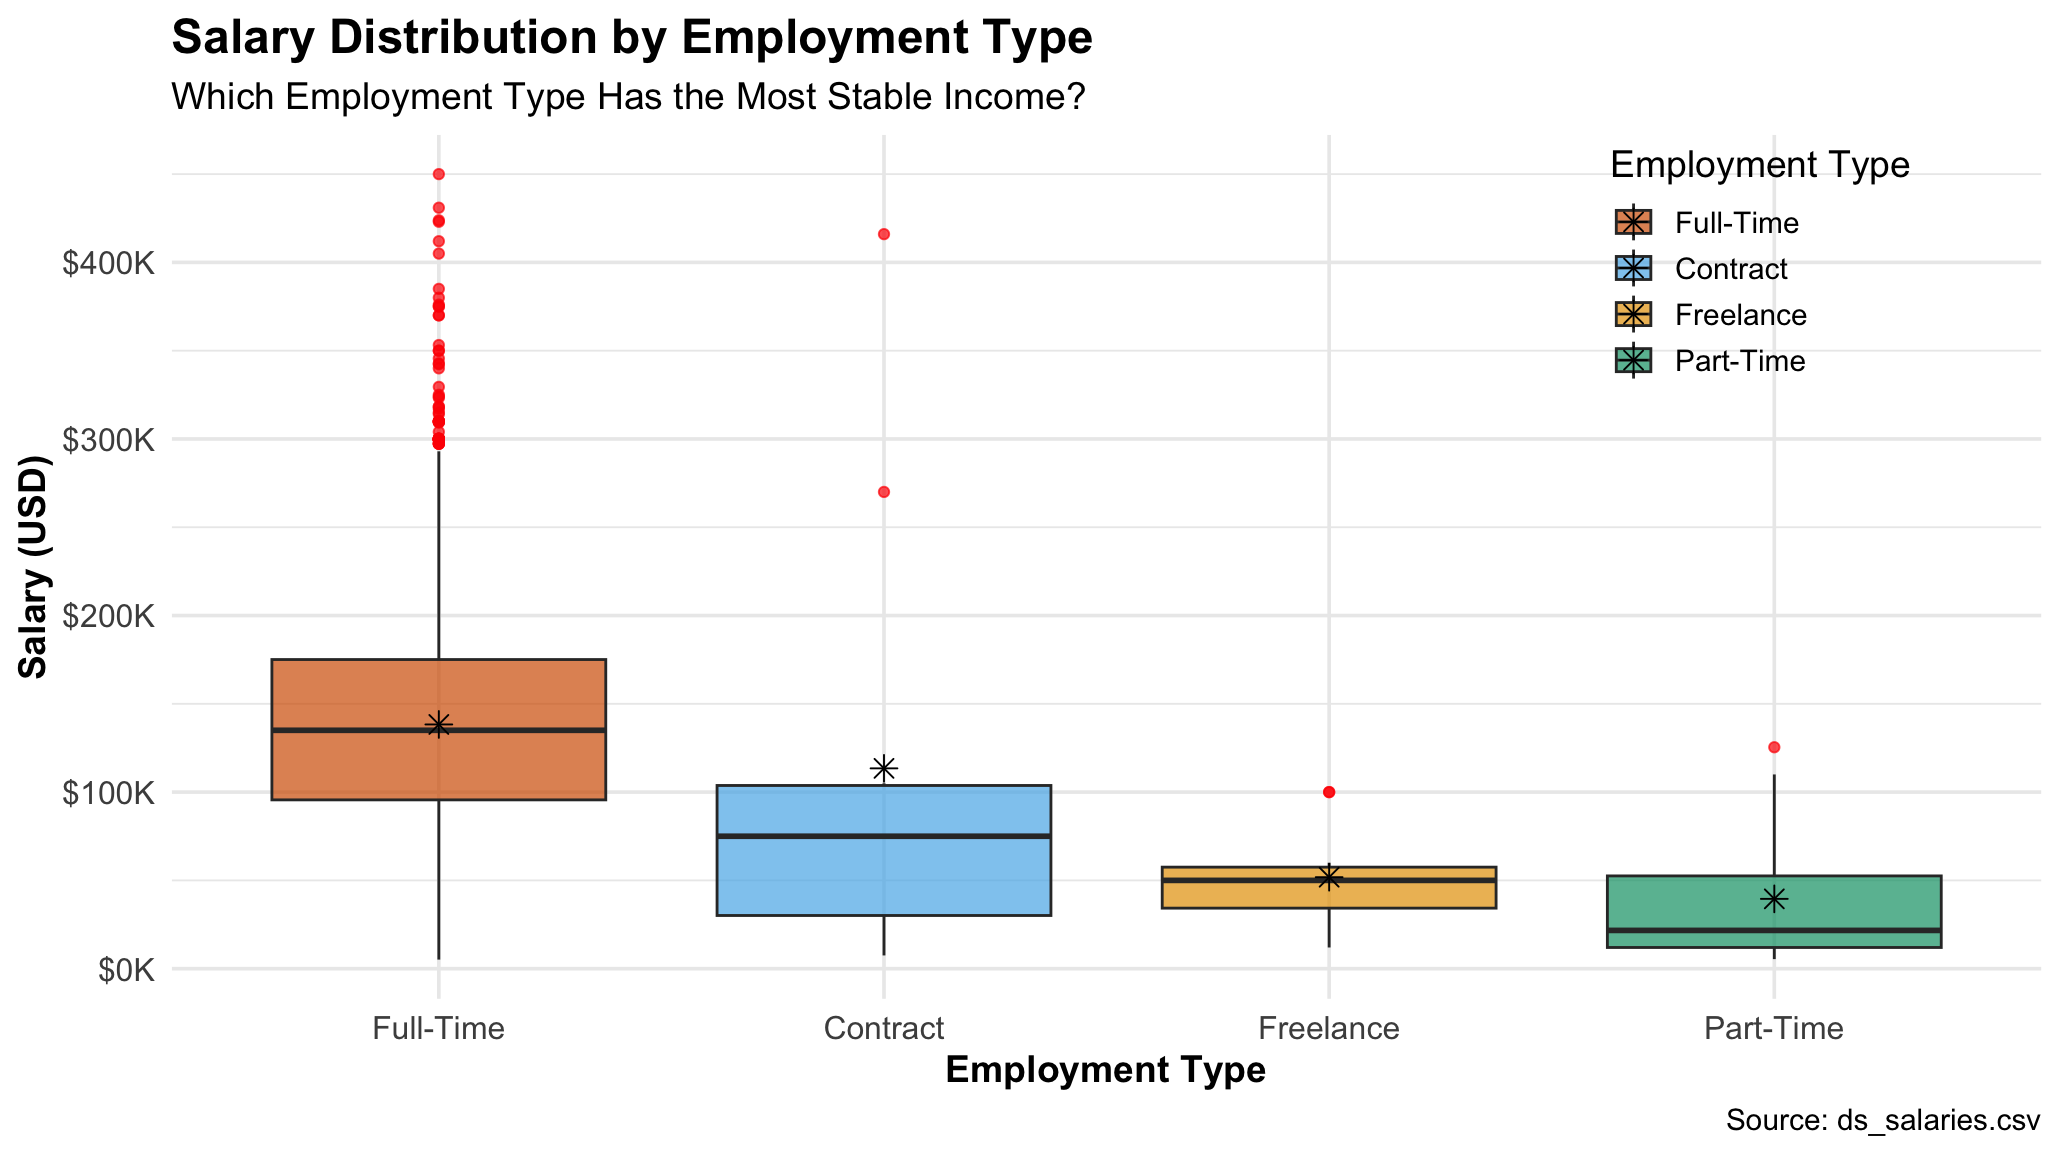 Salary Distribution by Employment Type
Which Employment Type Has the Most Stable Income?
Employment Type
Full-Time
Contract
Freelance
Part-Time
Salary (USD)
$400K
$300K
$200K
$100K
$0K
Full-Time Contract Freelance Part-Time
Employment Type
Source: ds_salaries.csv